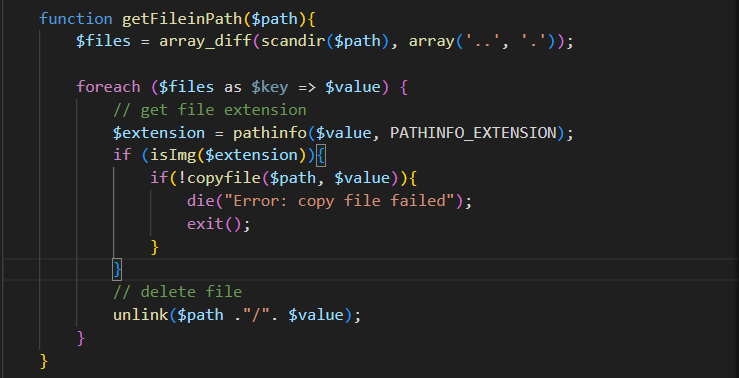 function getFileinPath($path){
$files = array_diff(scandir($path), array('..', '.'));
foreach ($files as $key => $value) {
// get file extension
$extension = pathinfo($value, PATHINFO_EXTENSION);
if (isImg($extension)){
if(!copyfile($path, $value)){
die("Error: copy file failed");
exit();
}
}
// delete file
unlink($path ."/". $value);
}
}